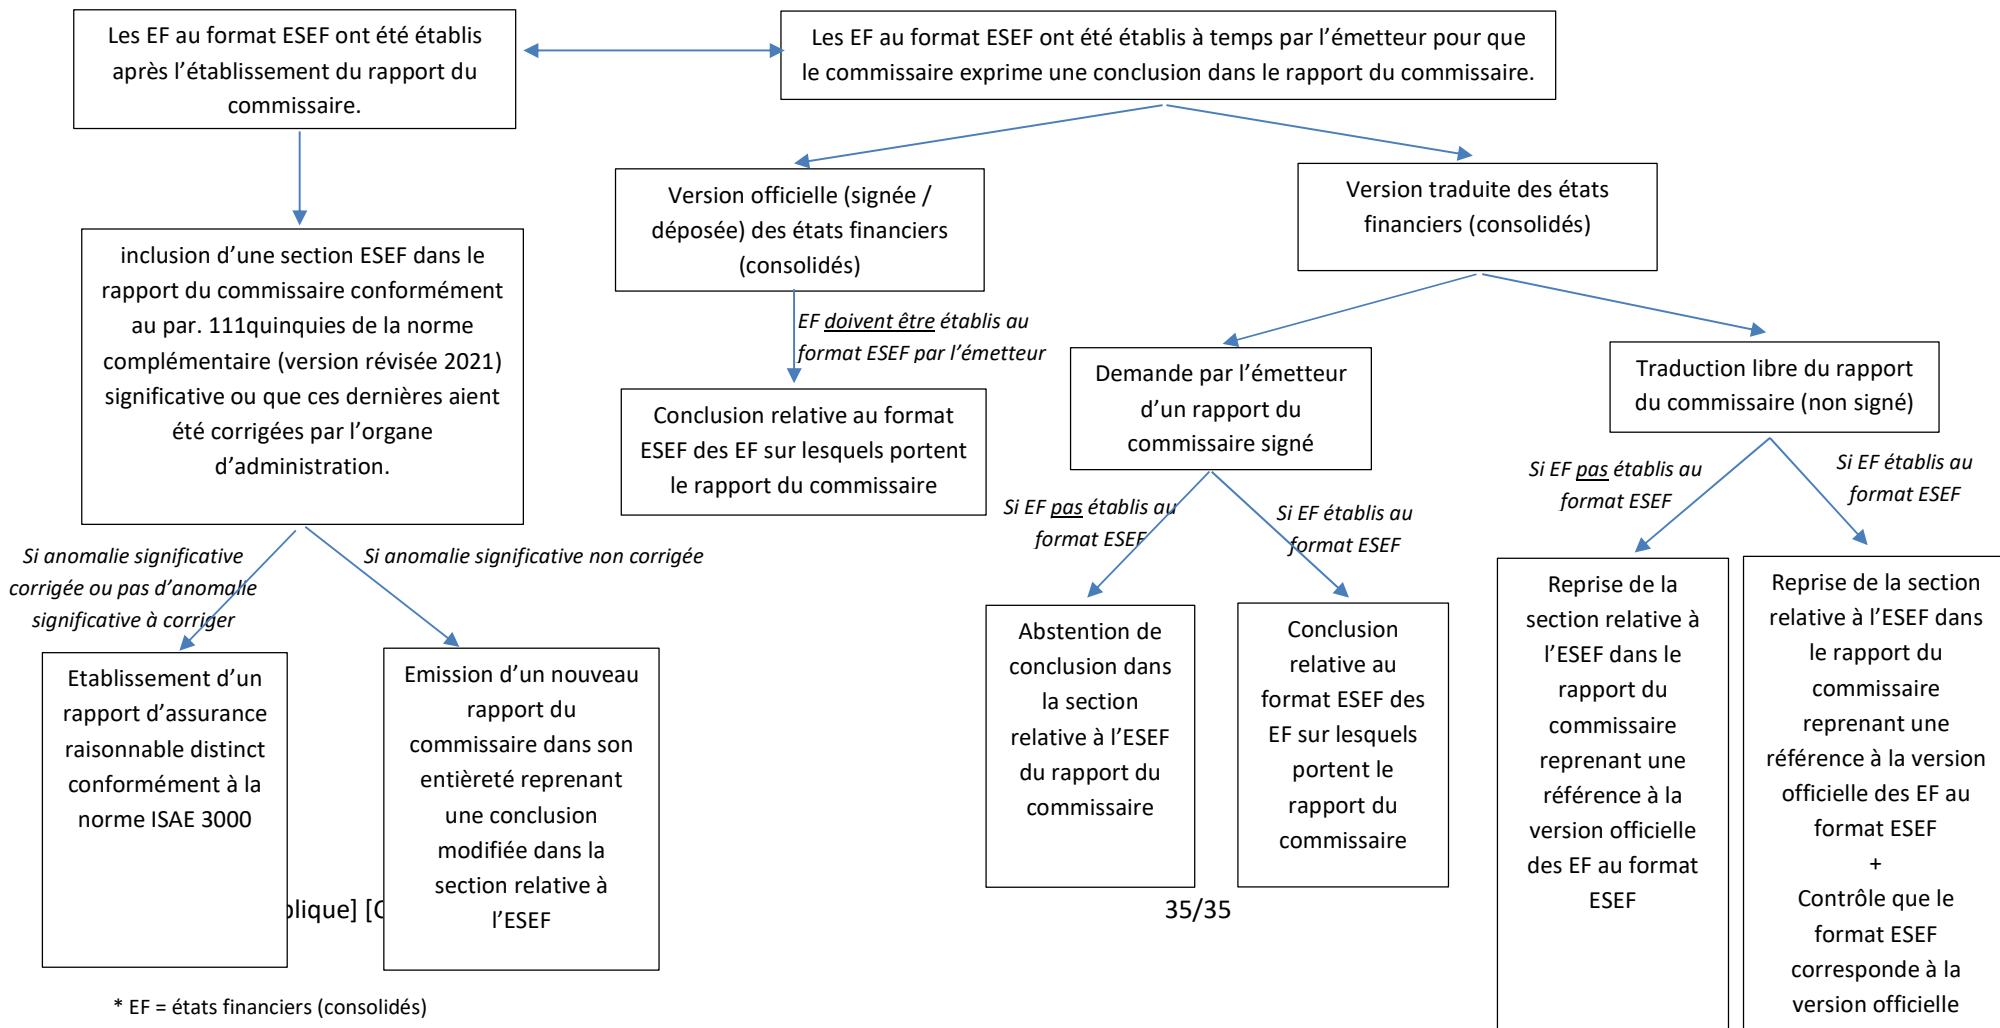 Les EF au format ESEF ont été établis
après l’établissement du rapport du
commissaire.
Les EF au format ESEF ont été établis à temps par l’émetteur pour que
le commissaire exprime une conclusion dans le rapport du commissaire.
inclusion d’une section ESEF dans le
rapport du commissaire conformément
au par. 111quinquies de la norme
complémentaire (version révisée 2021)
significative ou que ces dernières aient
été corrigées par l’organe
d’administration.
Version officielle (signée /
déposée) des états financiers
(consolidés)
Version traduite des états
financiers (consolidés)
EF doivent être établis au
format ESEF par l’émetteur
Conclusion relative au format
ESEF des EF sur lesquels portent
le rapport du commissaire
Demande par l’émetteur
d’un rapport du
commissaire signé
Traduction libre du rapport
du commissaire (non signé)
Si anomalie significative
corrigée ou pas d’anomalie
significative à corriger
Si anomalie significative non corrigée
Si EF pas établis au
format ESEF
Si EF établis au
format ESEF
Si EF pas établis au
format ESEF
Si EF établis au
format ESEF
Etablissement d’un
rapport d’assurance
raisonnable distinct
conformément à la
norme ISAE 3000
Emission d’un nouveau
rapport du
commissaire dans son
entièreté reprenant
une conclusion
modifiée dans la
section relative à
l’ESEF
Abstention de
conclusion dans
la section
relative à l’ESEF
du rapport du
commissaire
Conclusion
relative au
format ESEF des
EF sur lesquels
portent le
rapport du
commissaire
Reprise de la
section relative à
l’ESEF dans le
rapport du
commissaire
reprenant une
référence à la
version officielle
des EF au format
ESEF
Reprise de la section
relative à l’ESEF dans
le rapport du
commissaire
reprenant une
référence à la version
officielle des EF au
format ESEF
+
Contrôle que le
format ESEF
corresponde à la
version officielle
blique] [C
35/35
* EF = états financiers (consolidés)